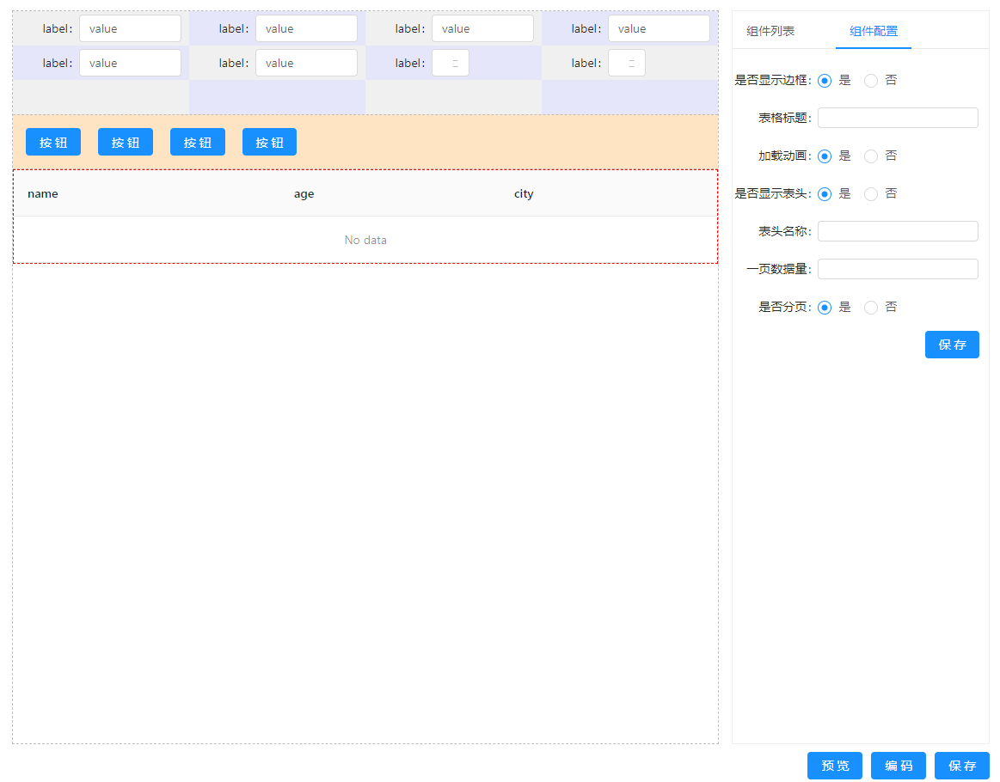 label: value label: value label: value label: value
label: value label: value label: label:
按 钮 按 钮 按 钮 按 钮
name age city
No data
组件列表 组件配置
是否显示边框: 是 否
表格标题:
加载动画: 是 否
是否显示表头: 是 否
表头名称:
一页数据量:
是否分页: 是 否
保 存
预 览 编 码 保 存